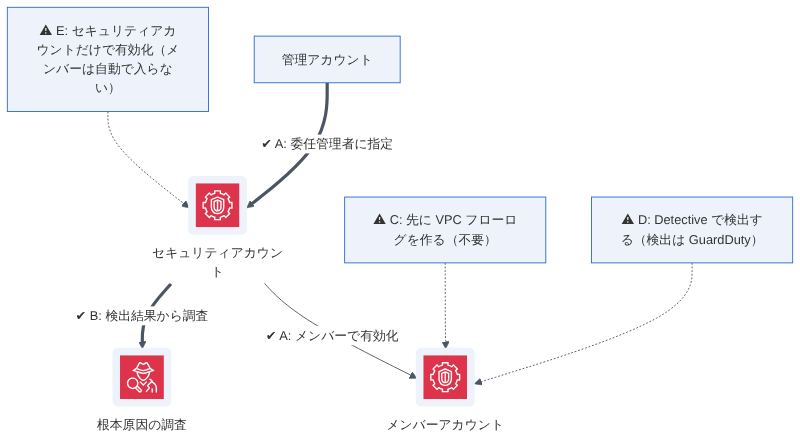 ⚠ E: セキュリティアカ
ウントだけで有効化（メ
ンバーは自動で入らな
い）
管理アカウント
✔ A: 委任管理者に指定
セキュリティアカウン
ト
⚠ C: 先に VPC フローロ
グを作る（不要）
⚠ D: Detective で検出す
る（検出は GuardDuty）
✔ B: 検出結果から調査
✔ A: メンバーで有効化
根本原因の調査
メンバーアカウント